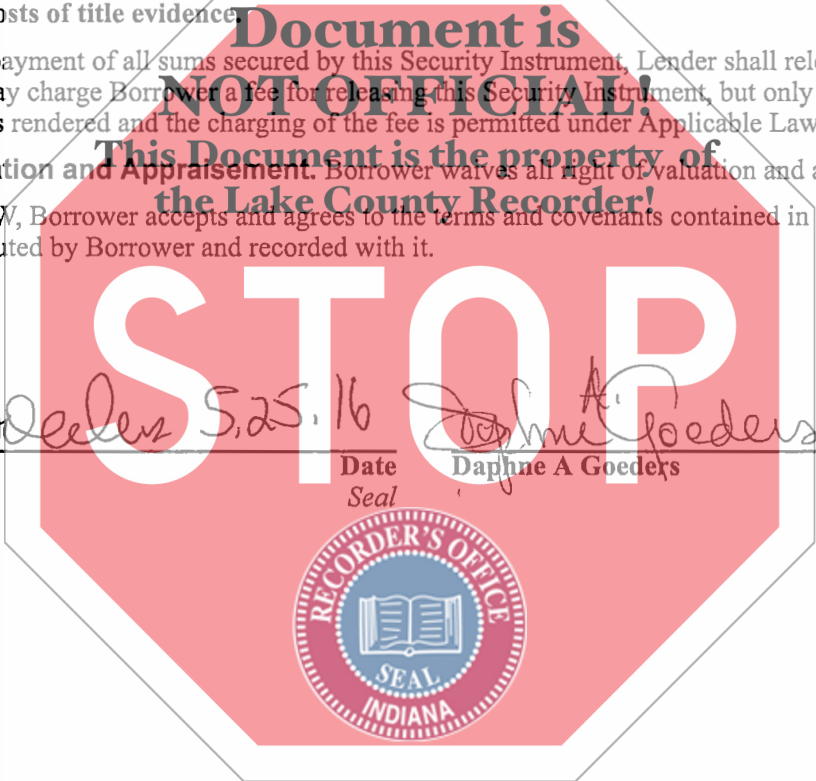 osts of title evidence.
Document is
ayment of all sums secured by this Security Instrument, Lender shall rele
NOT OFFICIAL!
ay charge Borrower a fee for releasing this Security Instrument, but only
s rendered and the charging of the fee is permitted under Applicable Law
This Document is the property of
tion and Appraisement. Borrower waives all right of valuation and a
the Lake County Recorder!
W, Borrower accepts and agrees to the terms and covenants contained in
uted by Borrower and recorded with it.
STOP
5.25.16 Daphne A. Goeders
Date Daphne A Goeders
Seal
RECORDER'S OFFICE
SEAL
INDIANA